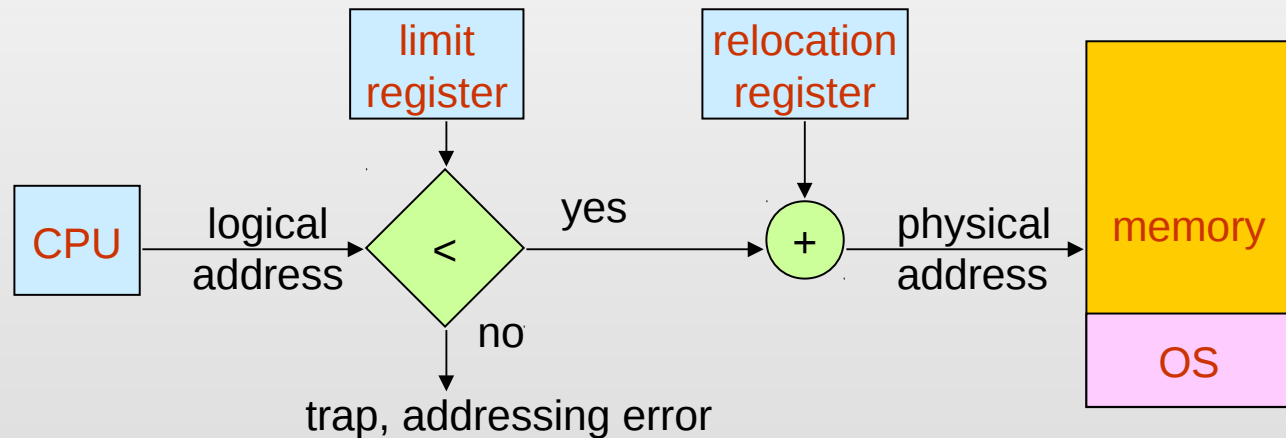 limit
register
relocation
register
CPU
logical
address
<
yes
+
physical
address
memory
no
OS
trap, addressing error